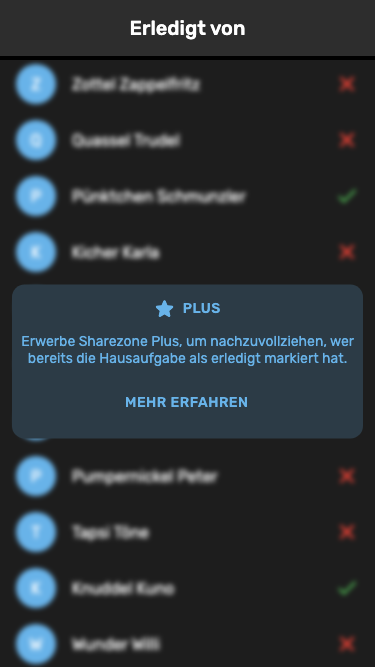 Erledigt von
Z Zottel Zappelfritz
Q Quassel Trudel
P Pünktchen Schmunzler
K Kicher Karla
PLUS
Erwerbe Sharezone Plus, um nachzuvollziehen, wer
bereits die Hausaufgabe als erledigt markiert hat.
MEHR ERFAHREN
P Pumpernickel Peter
T Tapsi Töne
K Knuddel Kuno
W Wunder Willi